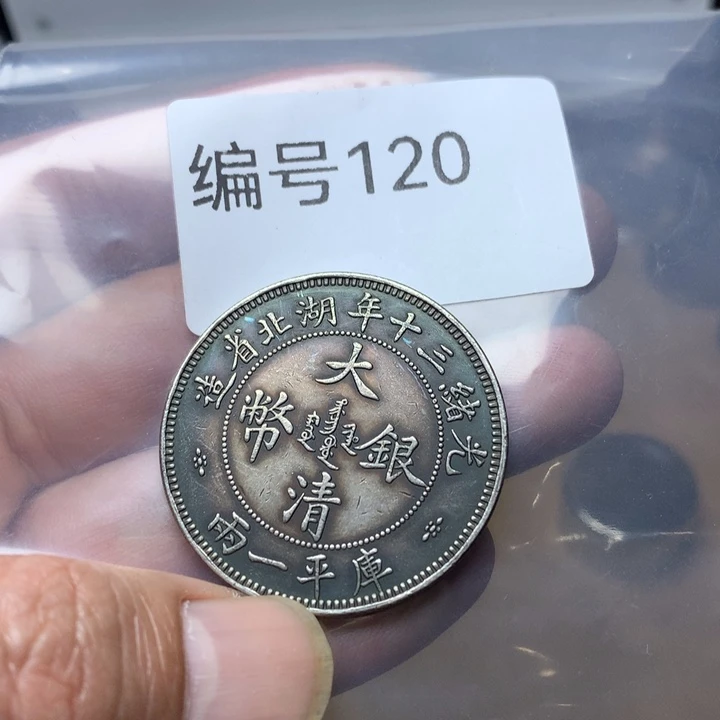 编号120
光緒三十年湖北省造
大清
銀幣
庫平一兩